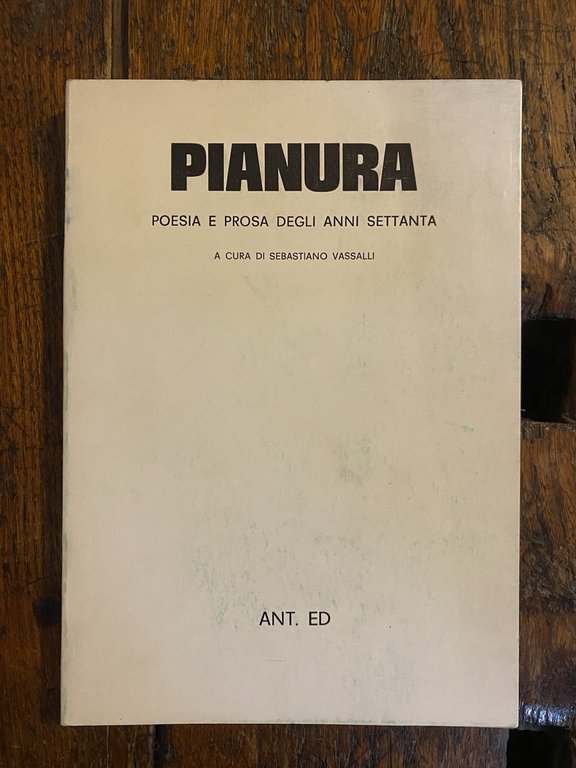 PIANURA
POESIA E PROSA DEGLI ANNI SETTANTA
A CURA DI SEBASTIANO VASSALLI
ANT. ED